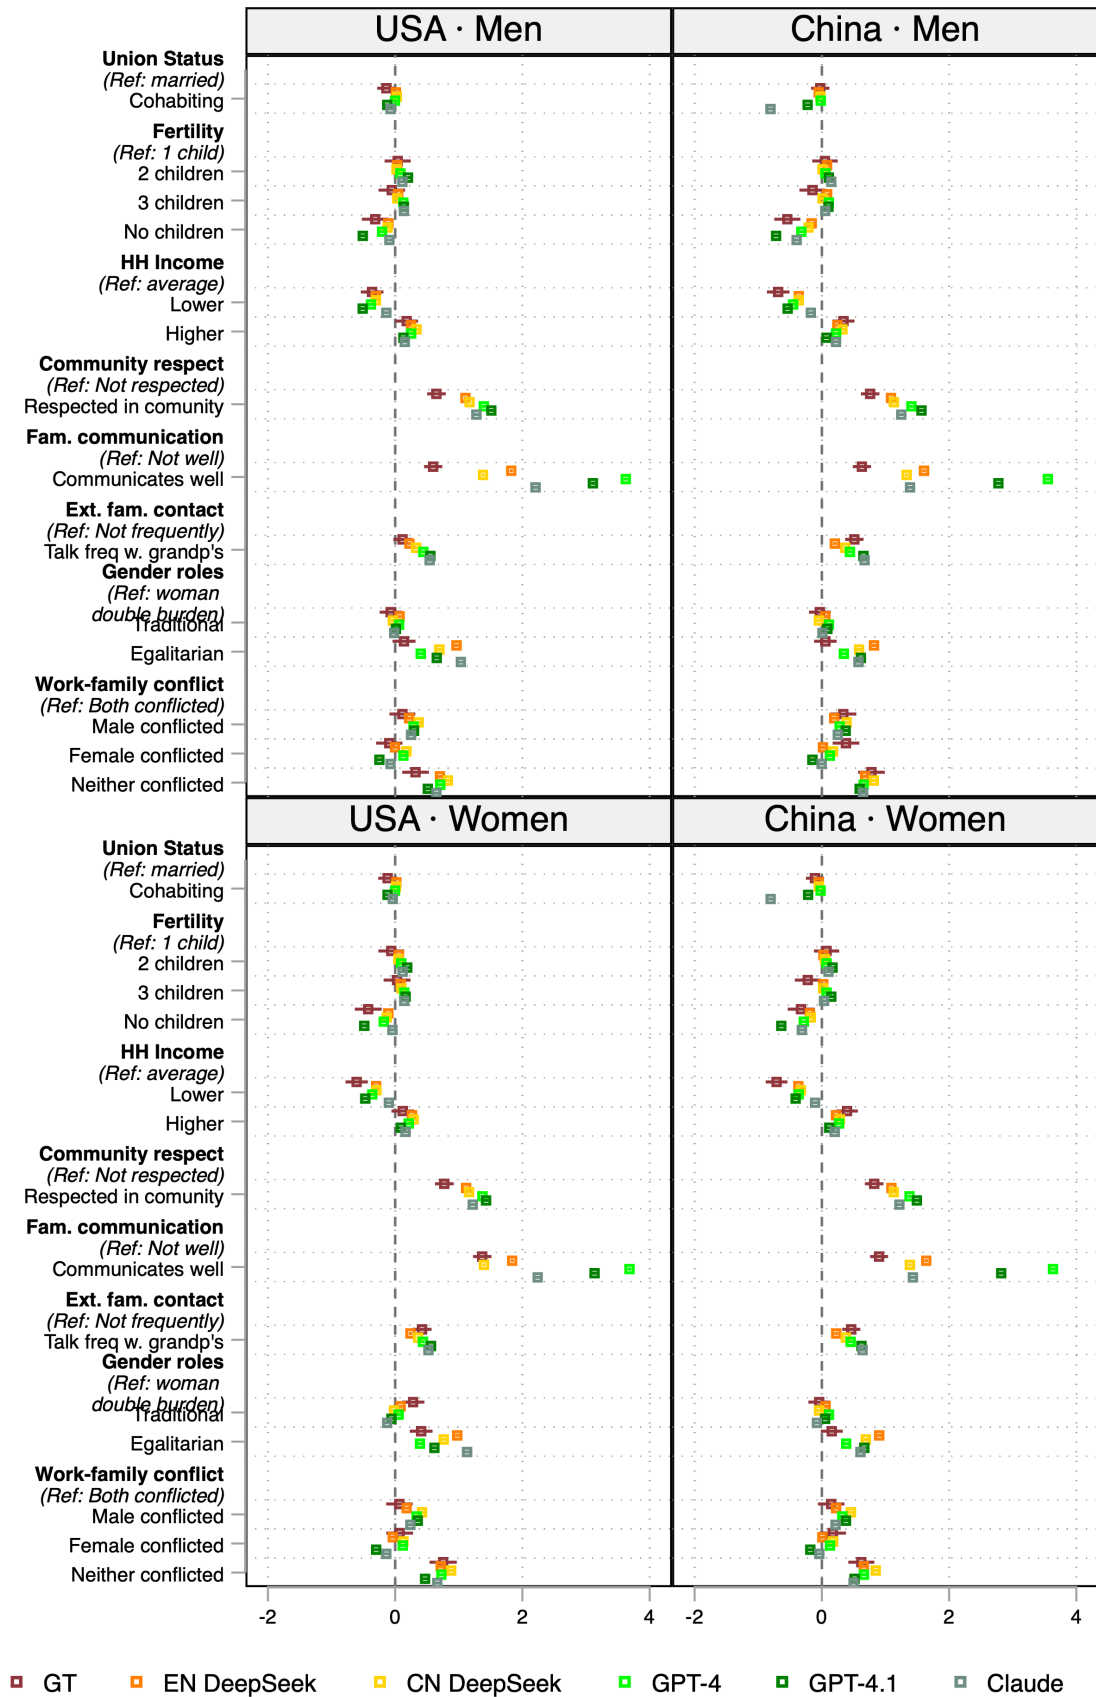 USA · Men
China · Men
Union Status
(Ref: married)
Cohabiting
Fertility
(Ref: 1 child)
2 children
3 children
No children
HH Income
(Ref: average)
Lower
Higher
Community respect
(Ref: Not respected)
Respected in comunity
Fam. communication
(Ref: Not well)
Communicates well
Ext. fam. contact
(Ref: Not frequently)
Talk freq w. grandp's
Gender roles
(Ref: woman
double burden)
Traditional
Egalitarian
Work-family conflict
(Ref: Both conflicted)
Male conflicted
Female conflicted
Neither conflicted
USA · Women
China · Women
Union Status
(Ref: married)
Cohabiting
Fertility
(Ref: 1 child)
2 children
3 children
No children
HH Income
(Ref: average)
Lower
Higher
Community respect
(Ref: Not respected)
Respected in comunity
Fam. communication
(Ref: Not well)
Communicates well
Ext. fam. contact
(Ref: Not frequently)
Talk freq w. grandp's
Gender roles
(Ref: woman
double burden)
Traditional
Egalitarian
Work-family conflict
(Ref: Both conflicted)
Male conflicted
Female conflicted
Neither conflicted
-2 0 2 4 -2 0 2 4
GT EN DeepSeek CN DeepSeek GPT-4 GPT-4.1 Claude